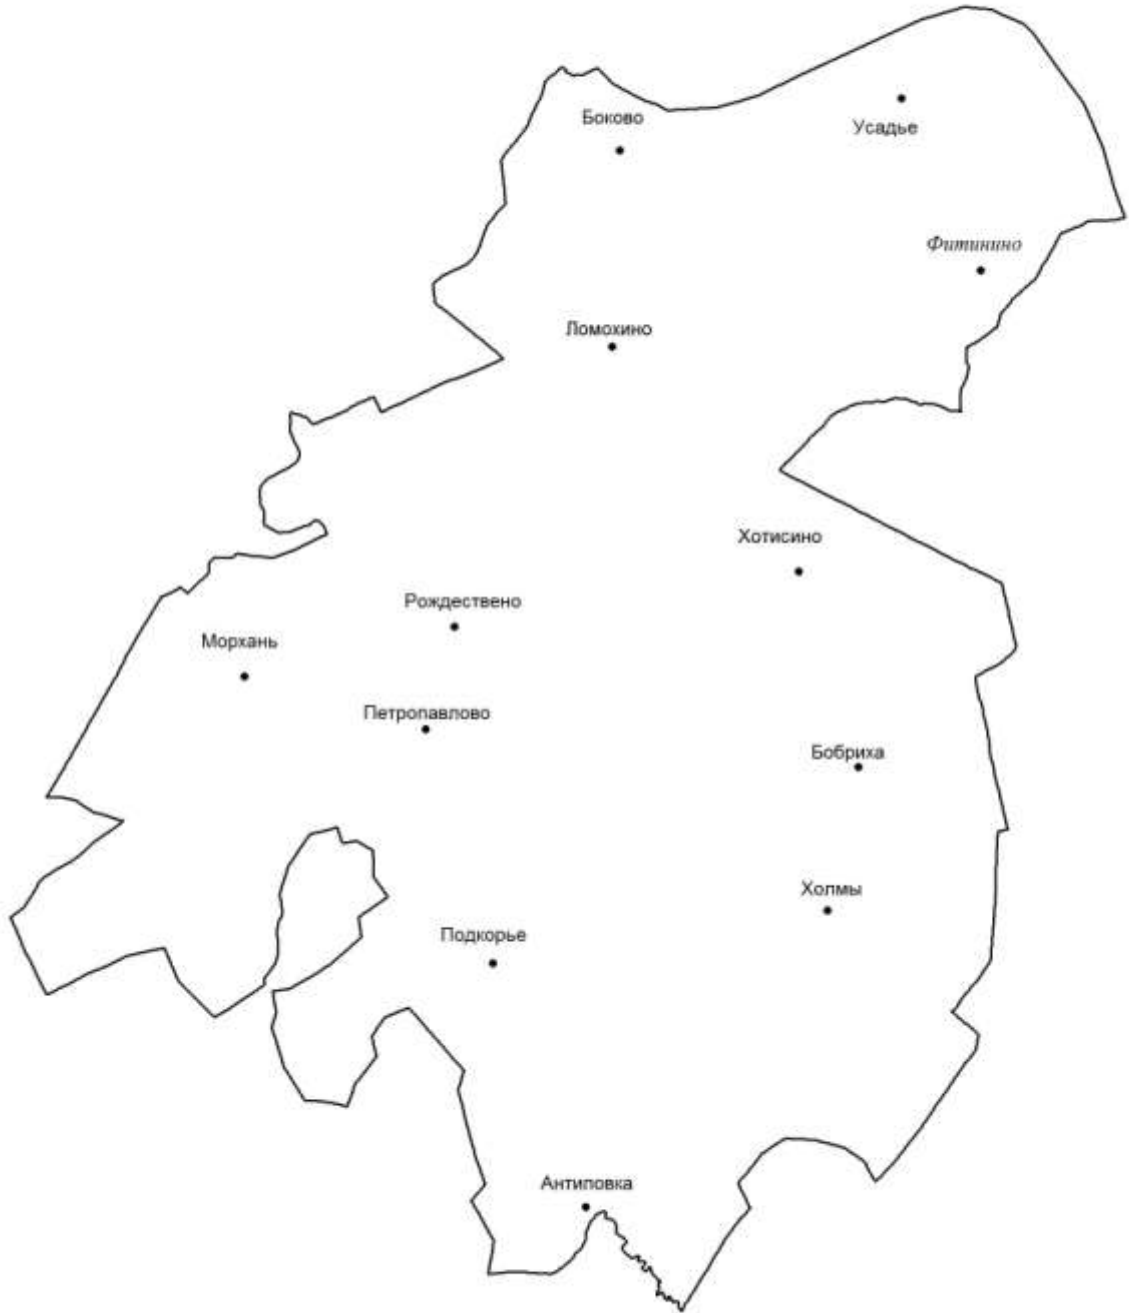 Боково
Усадье
Фитинино
Ломохино
Хотисино
Рождествено
Морхань
Петропавлово
Бобриха
Холмы
Подкорье
Антиповка